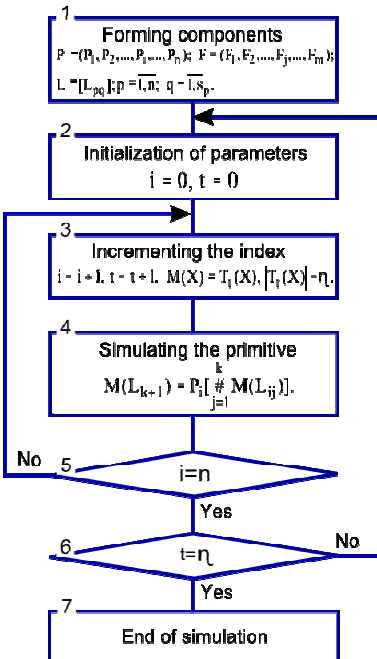 1
Forming components
P =(P₁,P₂,...,Pᵢ,...,Pₙ); F=(F₁,F₂,...,Fⱼ,...,Fₘ);
L =[L_pq];p=1,n; q=1,s_p.
2
Initialization of parameters
i = 0, t = 0
3
Incrementing the index
i = i + 1, t = t + 1. M(X) = Tᵢ(X), |Tᵢ(X)| =η.
4
Simulating the primitive
k
M(Lₖ₊₁) = Pᵢ[ # M(Lᵢⱼ)].
j=1
5
No
i=n
Yes
6
t=η
No
Yes
7
End of simulation